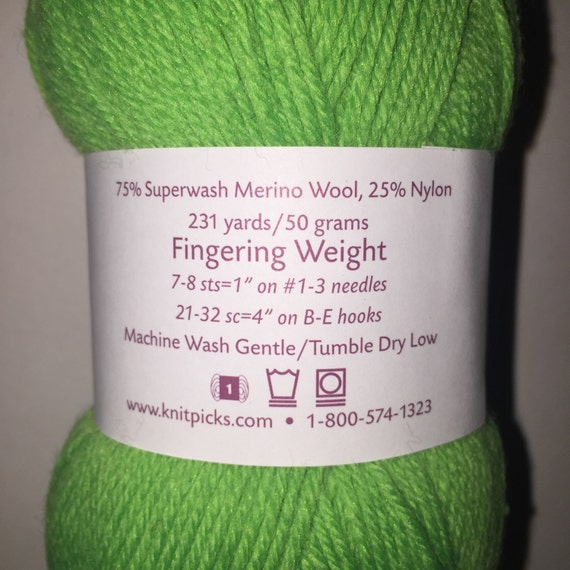 75% Superwash Merino Wool, 25% Nylon
231 yards/50 grams
Fingering Weight
7-8 sts=1” on #1-3 needles
21-32 sc=4” on B-E hooks
Machine Wash Gentle/Tumble Dry Low
1
www.knitpicks.com • 1-800-574-1323